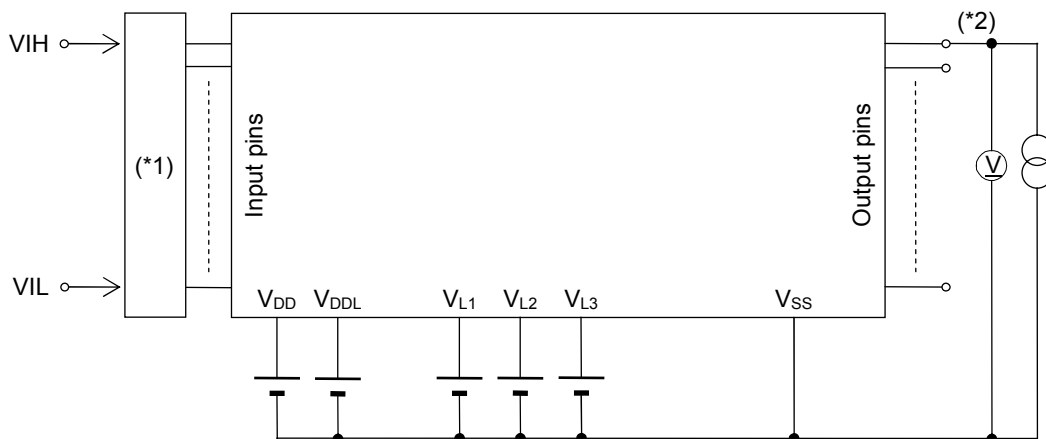 (*2)
VIH
(*1)
Input pins
Output pins
V
VIL
VDD VDDL VL1 VL2 VL3 VSS